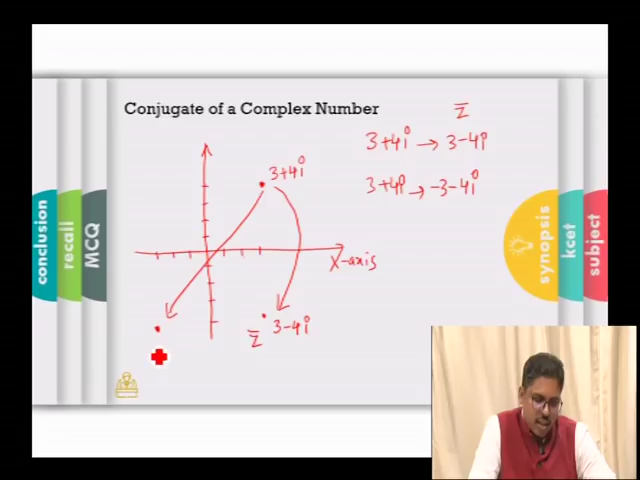 Conjugate of a Complex Number
z̅
3+4i → 3-4i
3+4i
3+4i → -3-4i
X-axis
z̅ 3-4i
conclusion
recall
MCQ
synopsis
kcet
subject